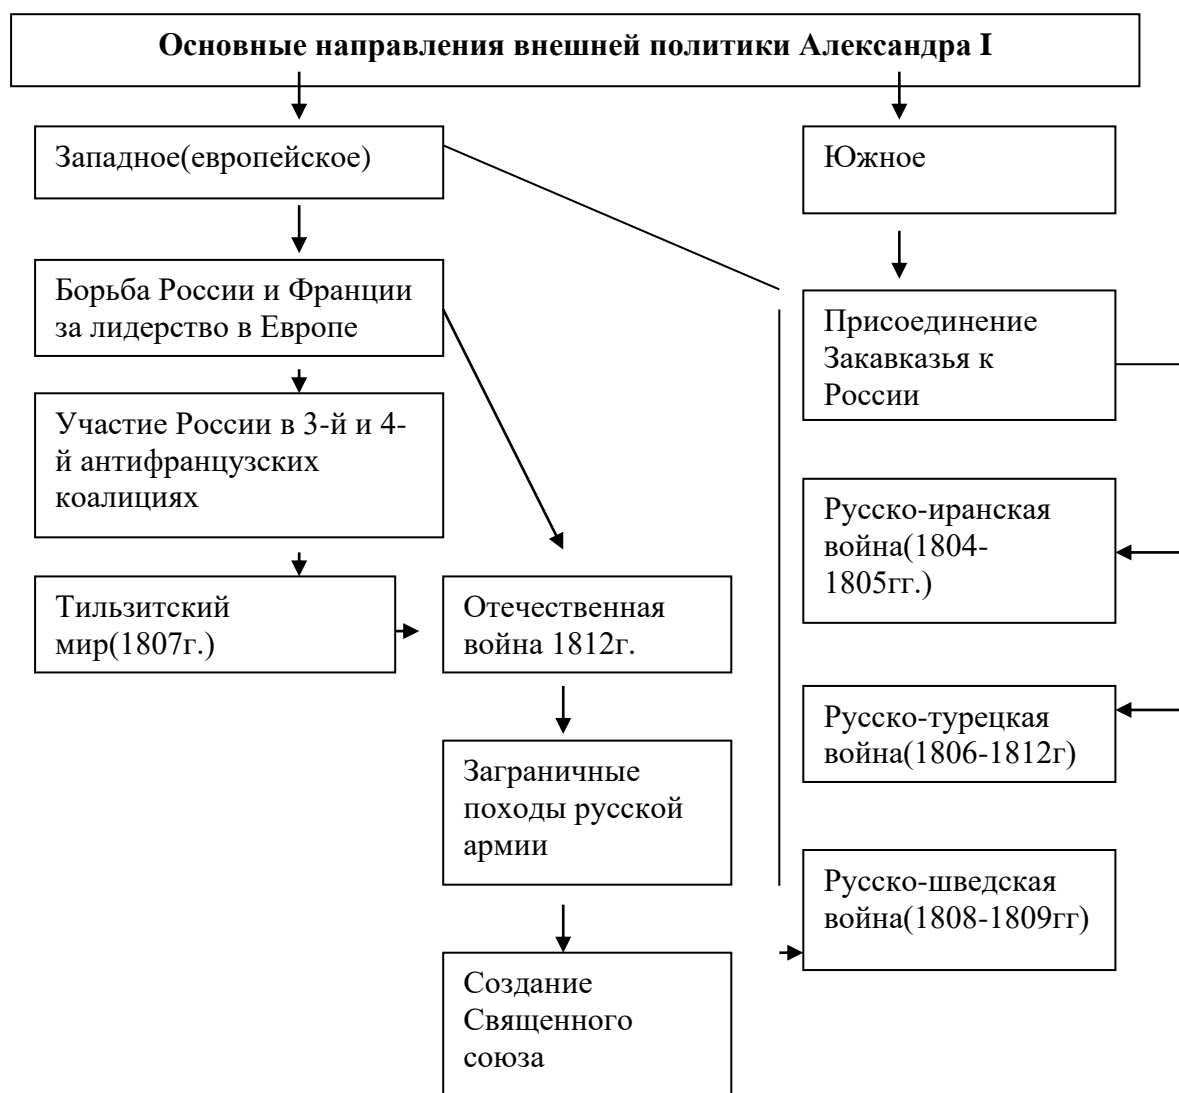 Основные направления внешней политики Александра I
Западное(европейское)
Южное
Борьба России и Франции
за лидерство в Европе
Присоединение
Закавказья к
России
Участие России в 3-й и 4-
й антифранцузских
коалициях
Русско-иранская
война(1804-
1805гг.)
Тильзитский
мир(1807г.)
Отечественная
война 1812г.
Русско-турецкая
война(1806-1812г)
Заграничные
походы русской
армии
Русско-шведская
война(1808-1809гг)
Создание
Священного
союза